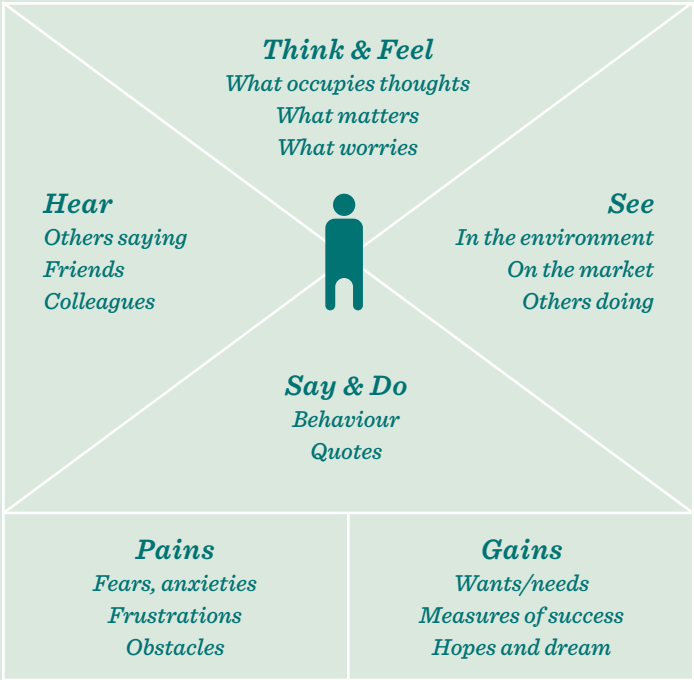 Think & Feel
What occupies thoughts
What matters
What worries
Hear
Others saying
Friends
Colleagues
See
In the environment
On the market
Others doing
Say & Do
Behaviour
Quotes
Pains
Fears, anxieties
Frustrations
Obstacles
Gains
Wants/needs
Measures of success
Hopes and dream